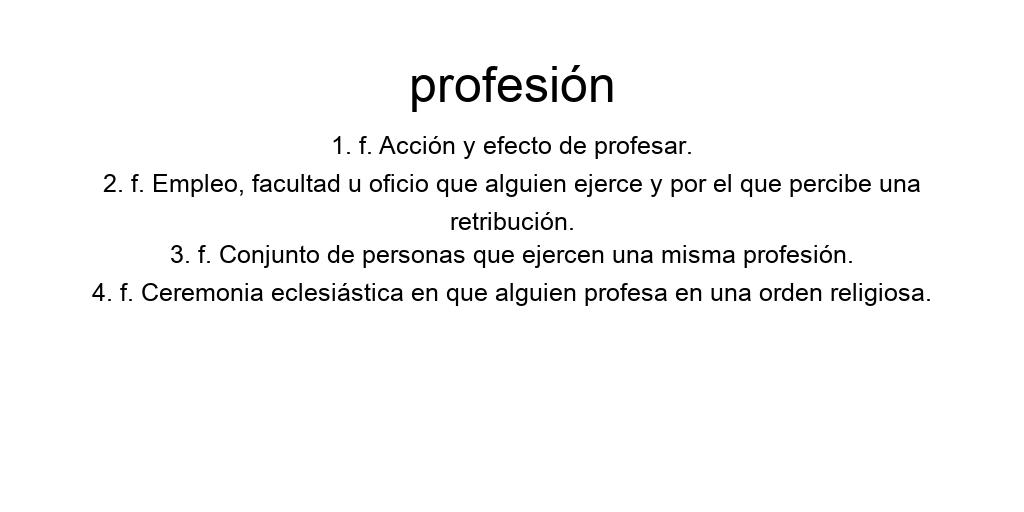 profesión
1. f. Acción y efecto de profesar.
2. f. Empleo, facultad u oficio que alguien ejerce y por el que percibe una
retribución.
3. f. Conjunto de personas que ejercen una misma profesión.
4. f. Ceremonia eclesiástica en que alguien profesa en una orden religiosa.